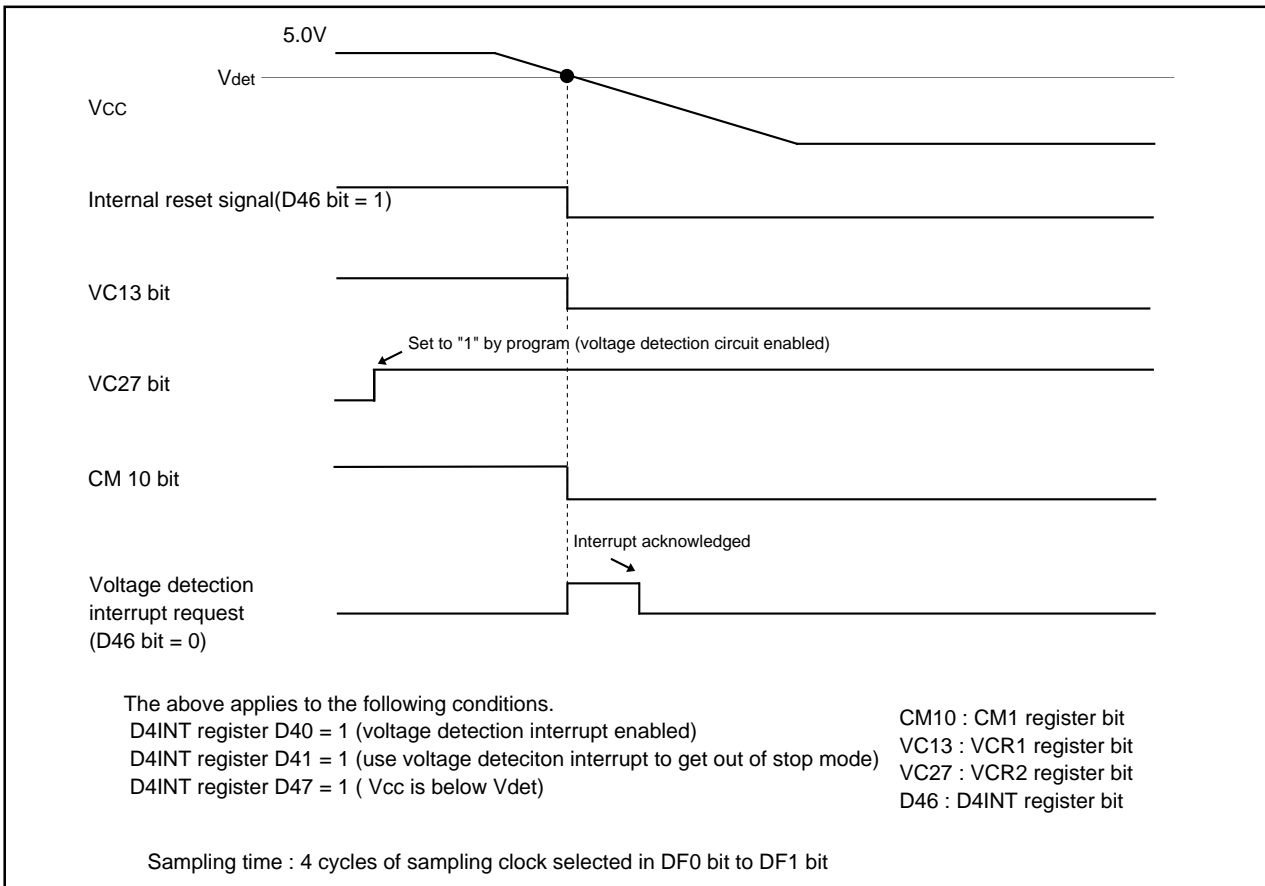 5.0V
Vdet
VCC
Internal reset signal(D46 bit = 1)
VC13 bit
Set to "1" by program (voltage detection circuit enabled)
VC27 bit
CM 10 bit
Interrupt acknowledged
Voltage detection
interrupt request
(D46 bit = 0)
The above applies to the following conditions.
D4INT register D40 = 1 (voltage detection interrupt enabled)
D4INT register D41 = 1 (use voltage deteciton interrupt to get out of stop mode)
D4INT register D47 = 1 ( Vcc is below Vdet)
CM10 : CM1 register bit
VC13 : VCR1 register bit
VC27 : VCR2 register bit
D46 : D4INT register bit
Sampling time : 4 cycles of sampling clock selected in DF0 bit to DF1 bit